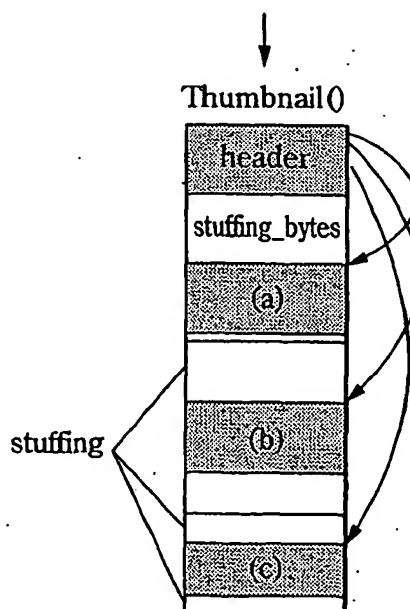 Thumbnail()
header
stuffing_bytes
(a)
(b)
stuffing
(c)